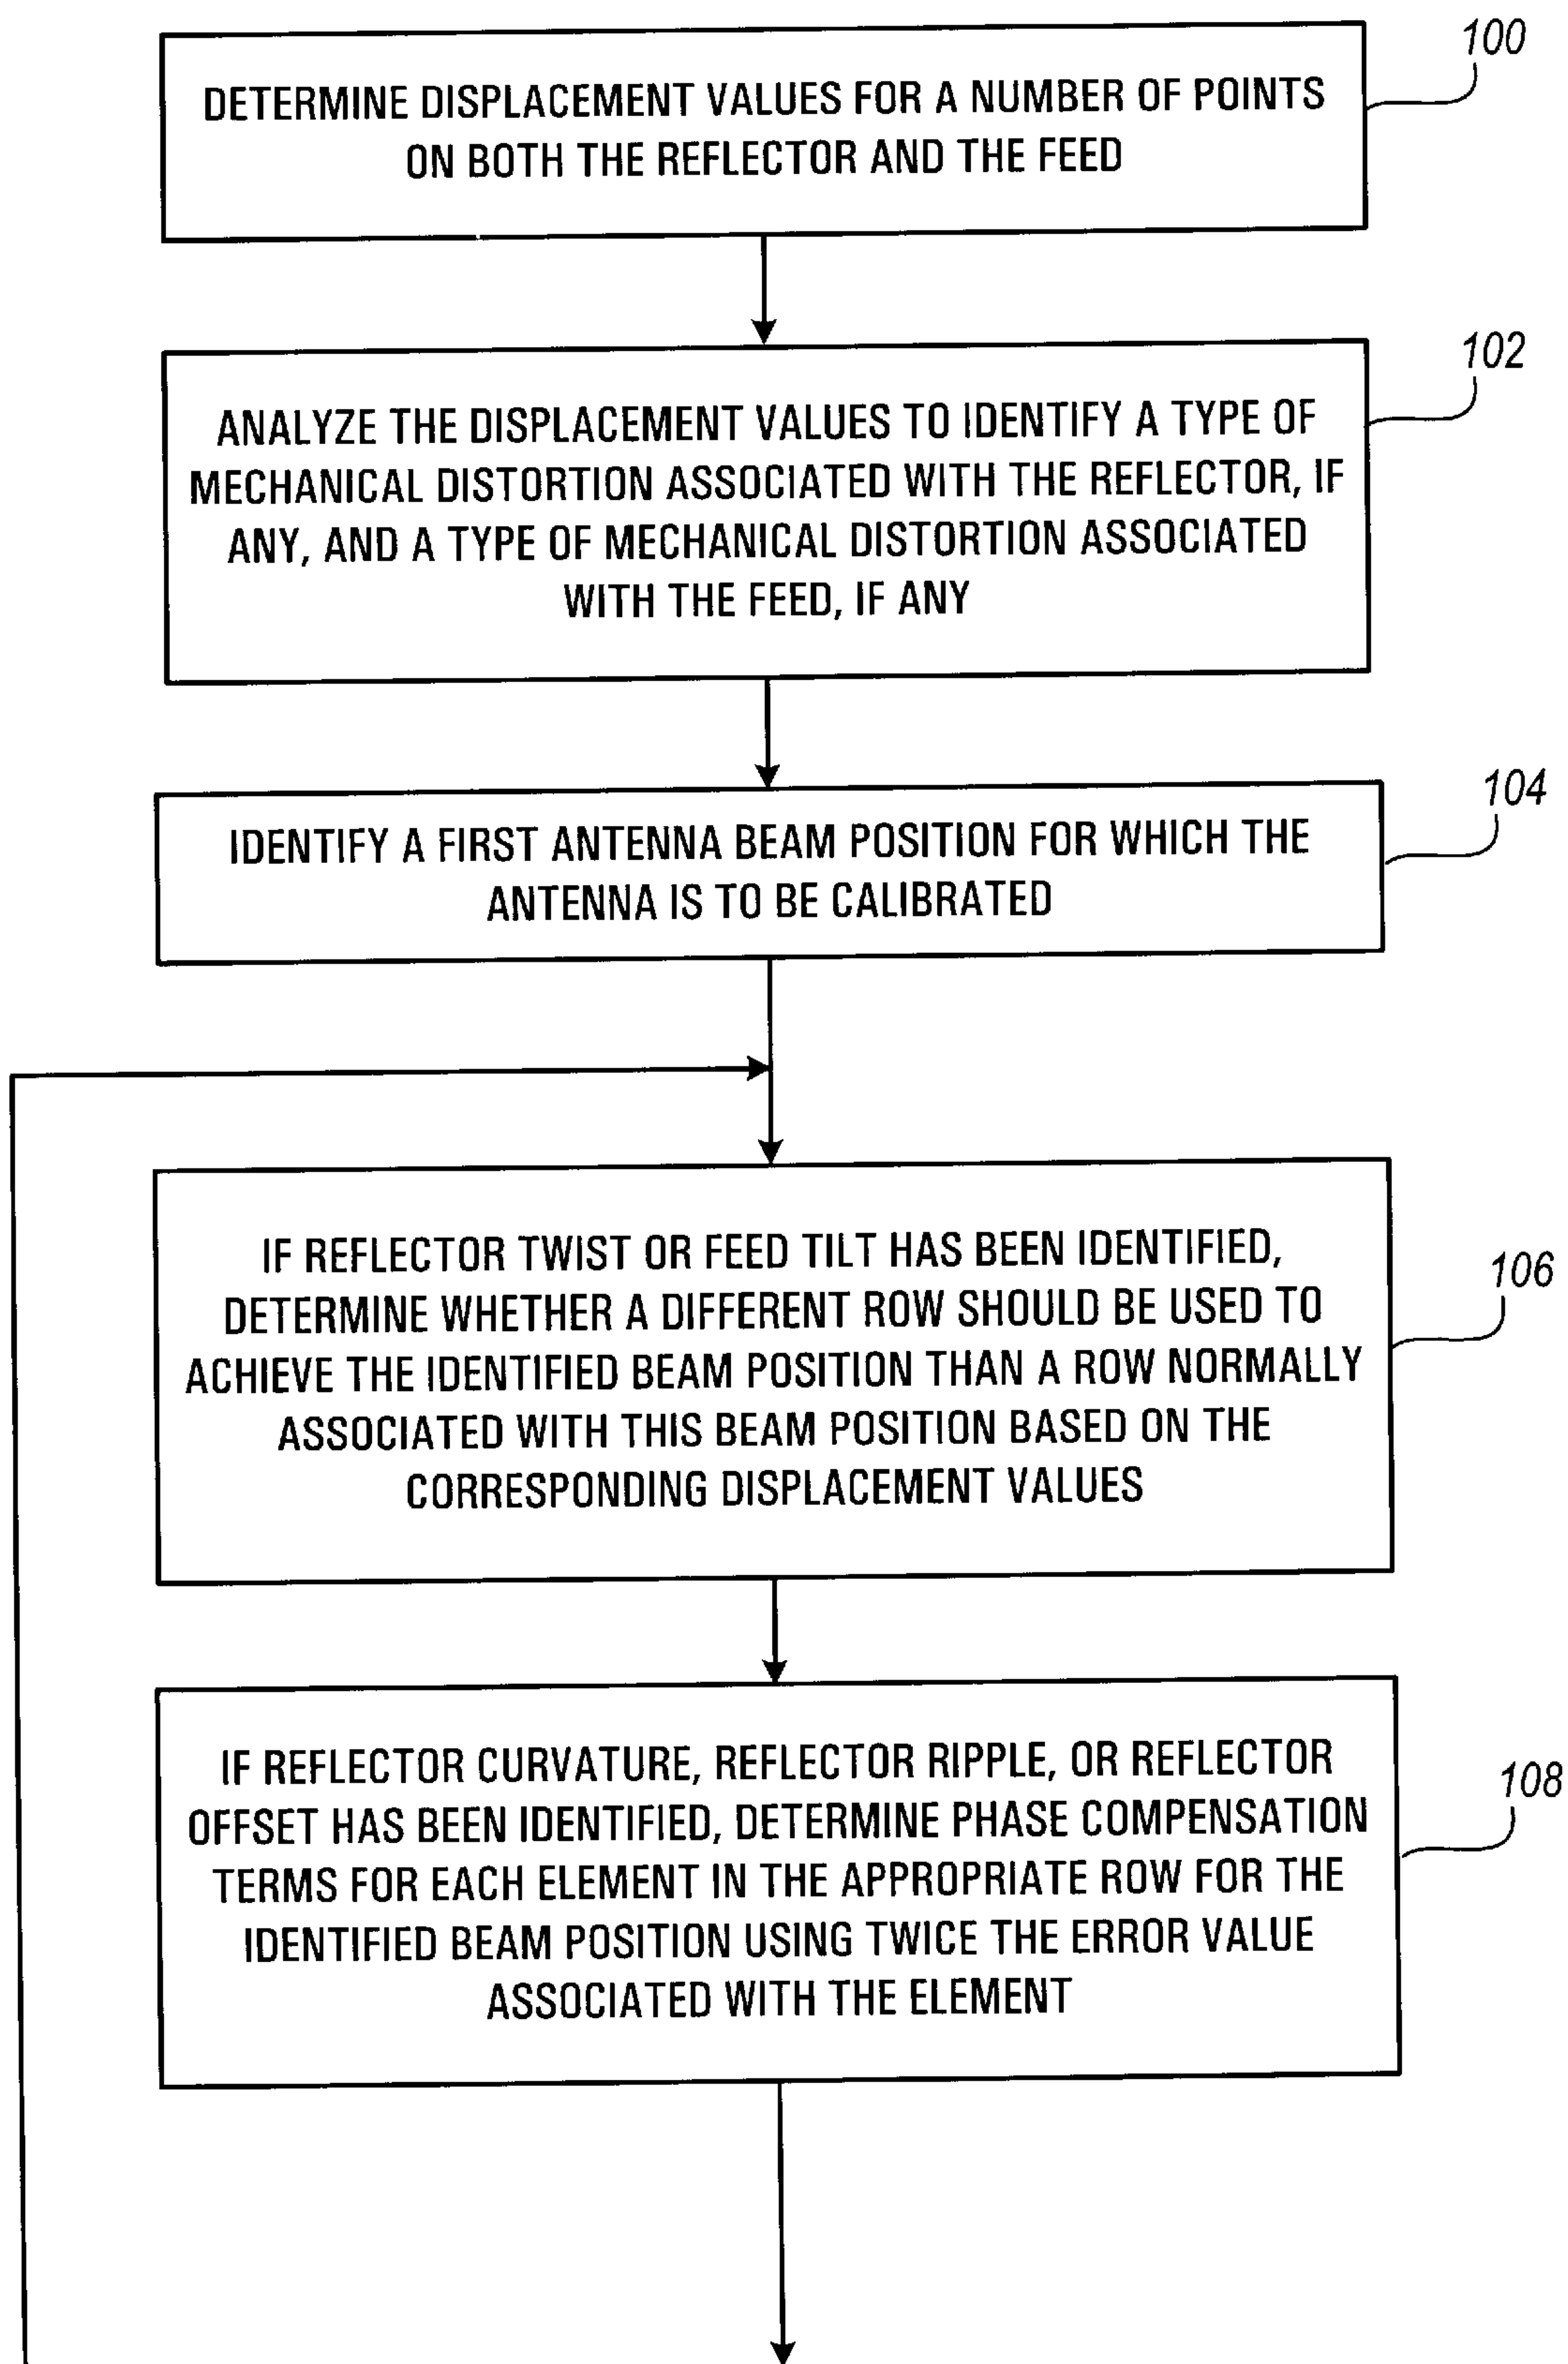 100
DETERMINE DISPLACEMENT VALUES FOR A NUMBER OF POINTS
ON BOTH THE REFLECTOR AND THE FEED
102
ANALYZE THE DISPLACEMENT VALUES TO IDENTIFY A TYPE OF
MECHANICAL DISTORTION ASSOCIATED WITH THE REFLECTOR, IF
ANY, AND A TYPE OF MECHANICAL DISTORTION ASSOCIATED
WITH THE FEED, IF ANY
104
IDENTIFY A FIRST ANTENNA BEAM POSITION FOR WHICH THE
ANTENNA IS TO BE CALIBRATED
106
IF REFLECTOR TWIST OR FEED TILT HAS BEEN IDENTIFIED,
DETERMINE WHETHER A DIFFERENT ROW SHOULD BE USED TO
ACHIEVE THE IDENTIFIED BEAM POSITION THAN A ROW NORMALLY
ASSOCIATED WITH THIS BEAM POSITION BASED ON THE
CORRESPONDING DISPLACEMENT VALUES
108
IF REFLECTOR CURVATURE, REFLECTOR RIPPLE, OR REFLECTOR
OFFSET HAS BEEN IDENTIFIED, DETERMINE PHASE COMPENSATION
TERMS FOR EACH ELEMENT IN THE APPROPRIATE ROW FOR THE
IDENTIFIED BEAM POSITION USING TWICE THE ERROR VALUE
ASSOCIATED WITH THE ELEMENT